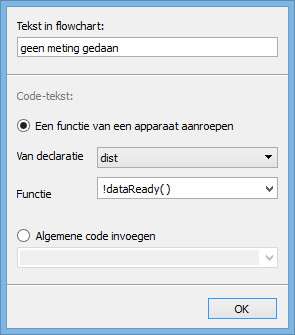 Tekst in flowchart:
geen meting gedaan
Code-tekst:
Een functie van een apparaat aanroepen
Van declaratie
dist
Functie
!dataReady()
Algemene code invoegen
OK